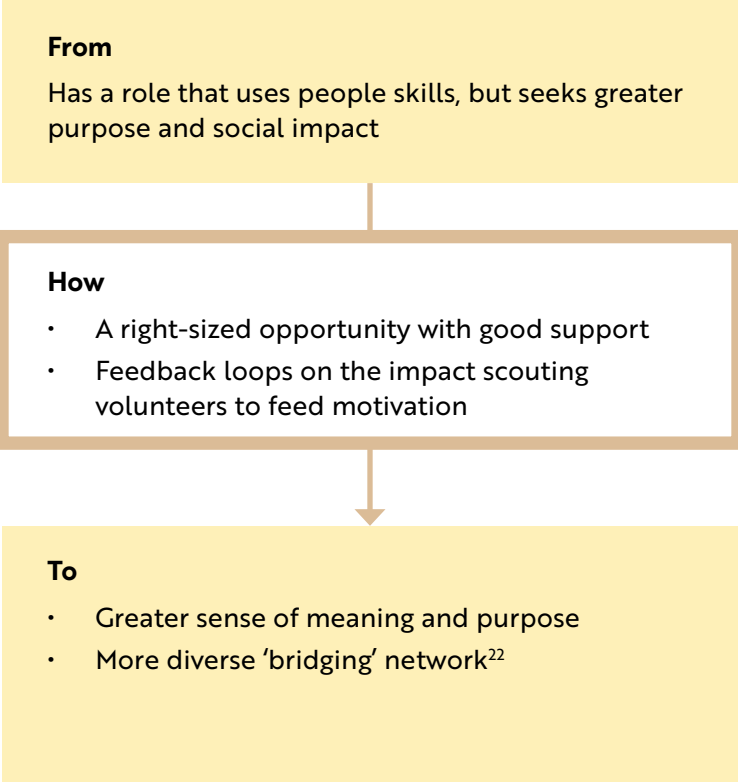 From
Has a role that uses people skills, but seeks greater
purpose and social impact
How
• A right-sized opportunity with good support
• Feedback loops on the impact scouting
volunteers to feed motivation
To
• Greater sense of meaning and purpose
• More diverse ‘bridging’ network²²